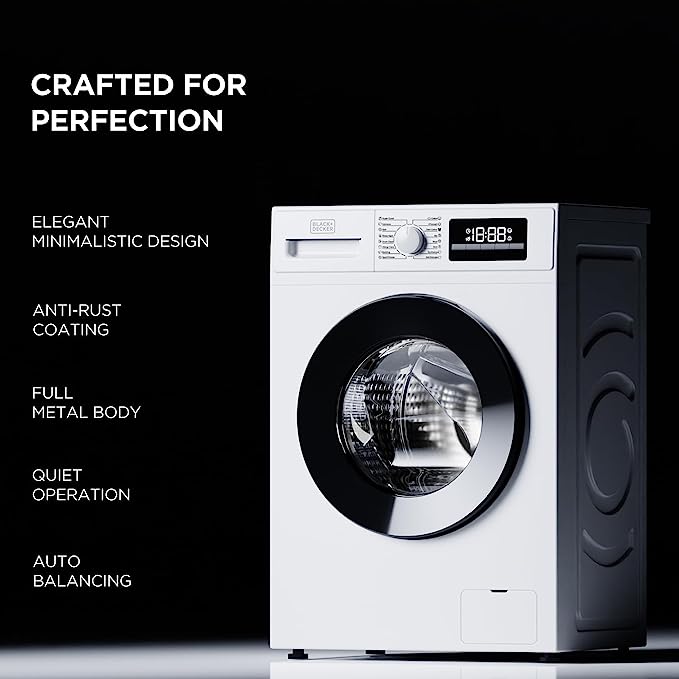 CRAFTED FOR
PERFECTION
ELEGANT
MINIMALISTIC DESIGN
ANTI-RUST
COATING
FULL
METAL BODY
QUIET
OPERATION
AUTO
BALANCING
BLACK+
DECKER
18:88